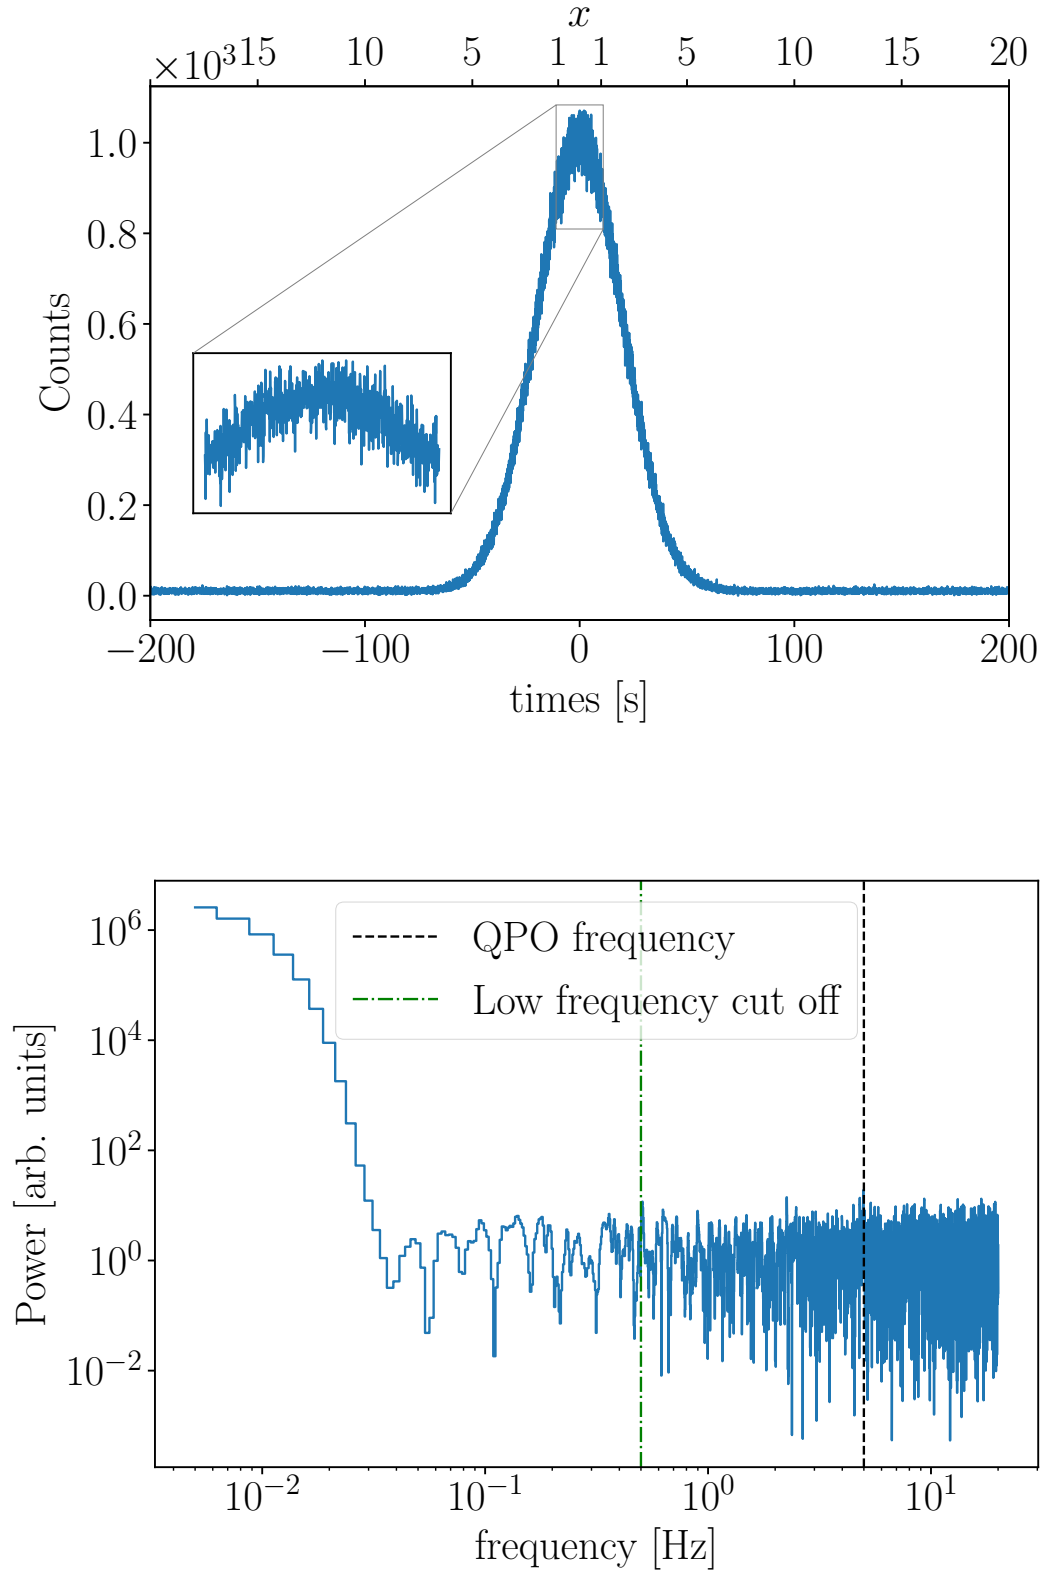 x
×10³ 15 10 5 1 1 5 10 15 20
1.0
0.8
0.6
0.4
0.2
0.0
Counts
−200 −100 0 100 200
times [s]
QPO frequency
Low frequency cut off
10⁶
10⁴
10²
10⁰
10⁻²
Power [arb. units]
10⁻² 10⁻¹ 10⁰ 10¹
frequency [Hz]